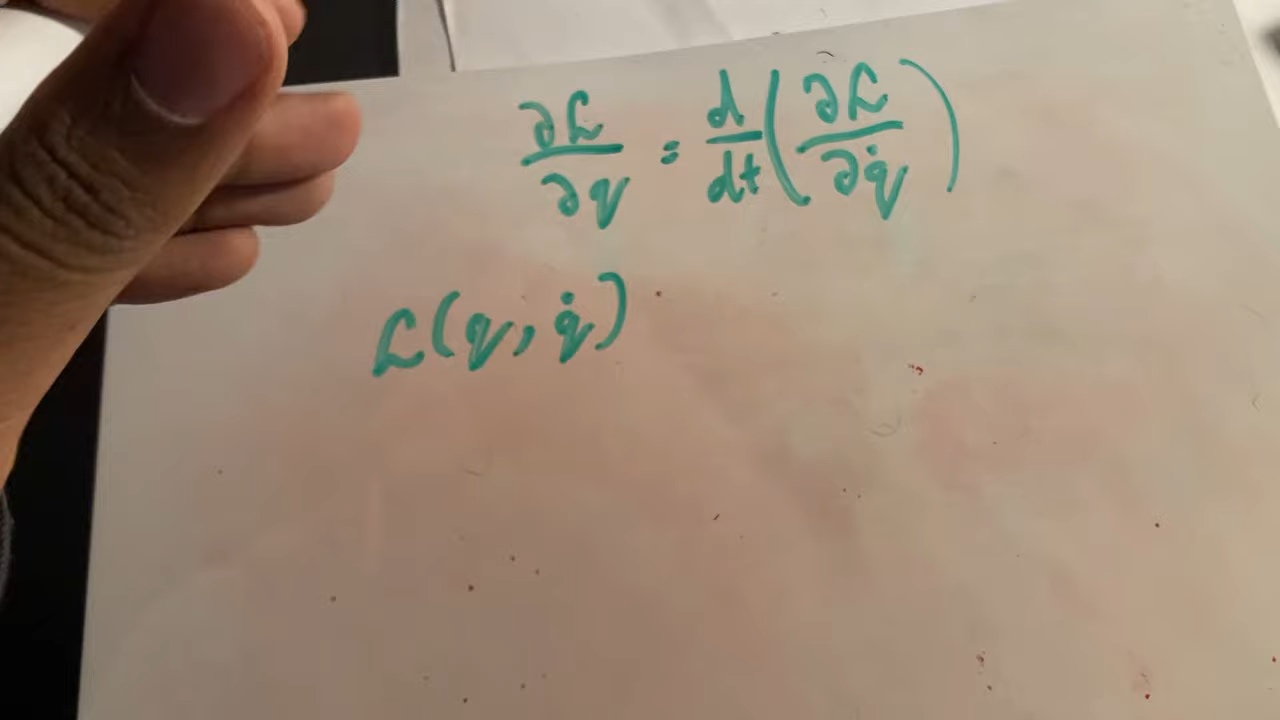 ∂ℒ/∂q = d/dt(∂ℒ/∂q̇)
ℒ(q, q̇)